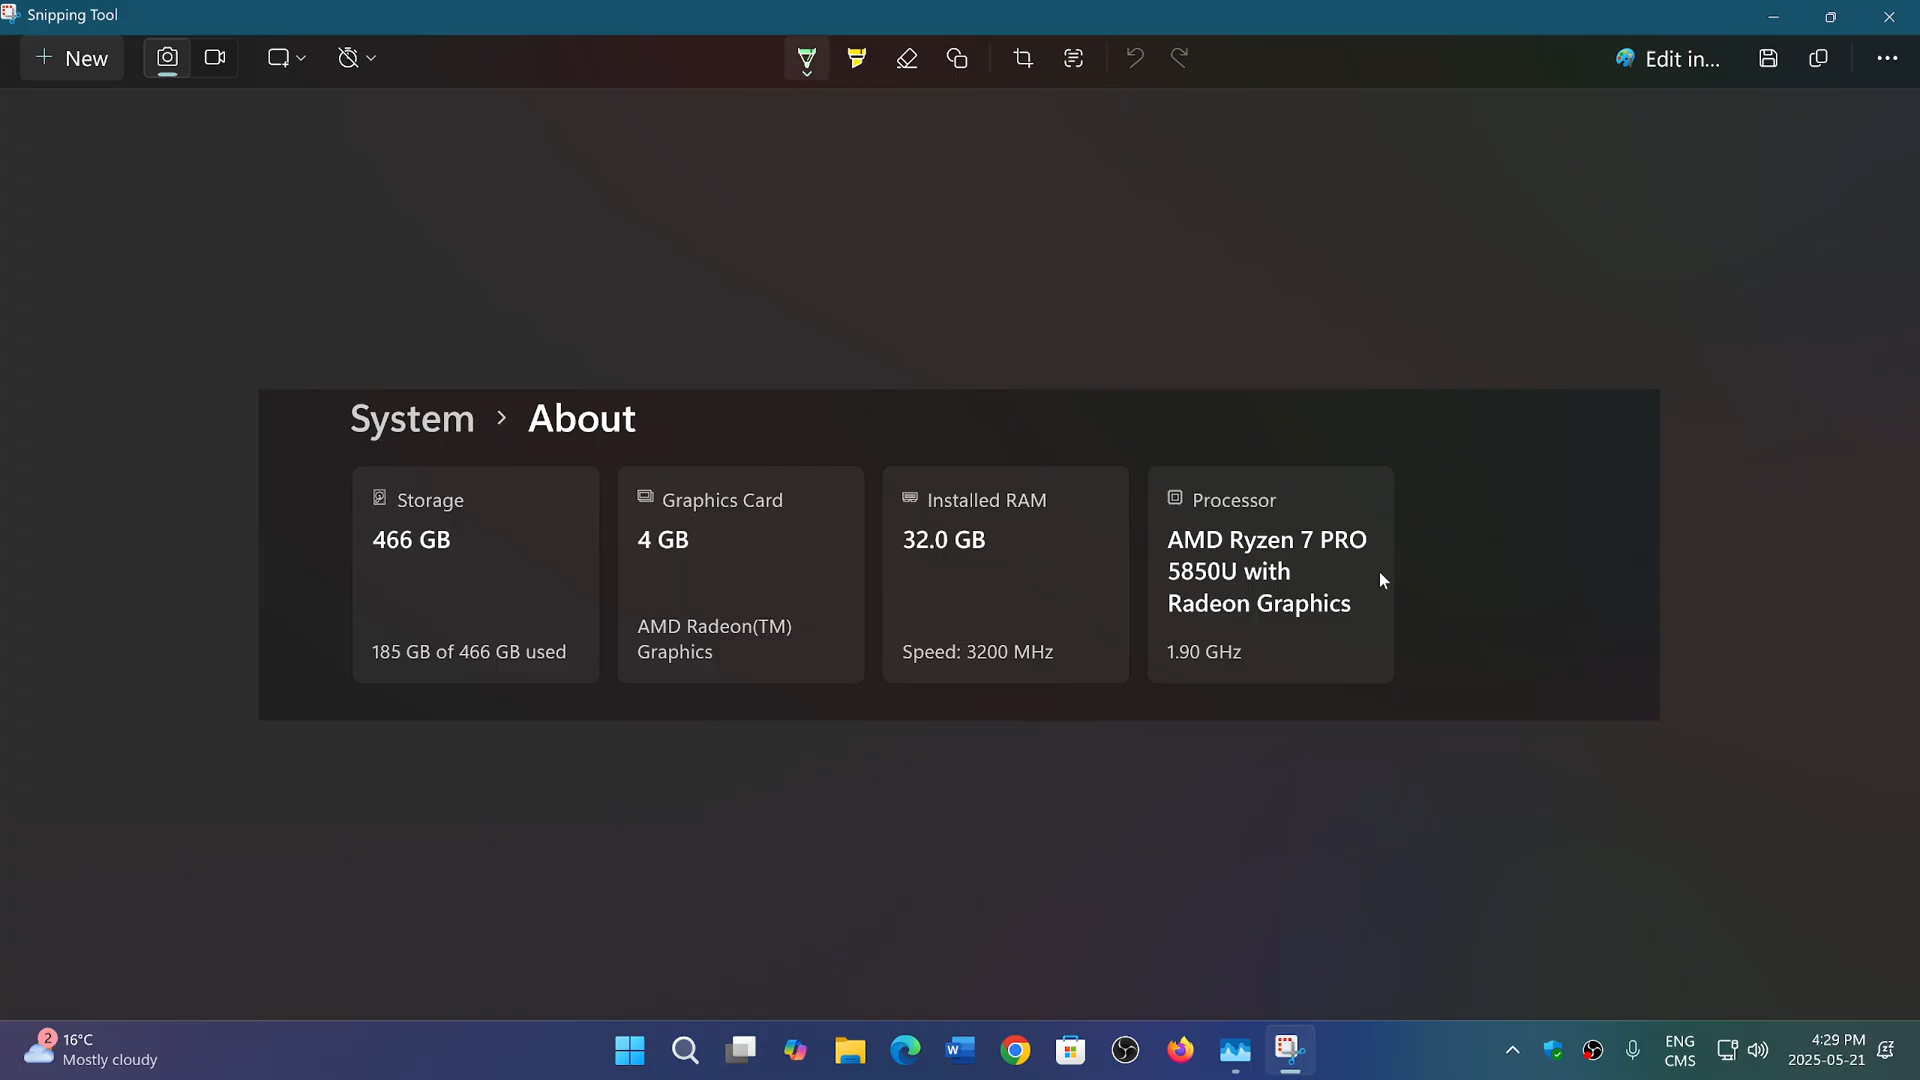 Snipping Tool
New
Edit in...
System > About
Storage
466 GB
185 GB of 466 GB used
Graphics Card
4 GB
AMD Radeon(TM)
Graphics
Installed RAM
32.0 GB
Speed: 3200 MHz
Processor
AMD Ryzen 7 PRO
5850U with
Radeon Graphics
1.90 GHz
2
16°C
Mostly cloudy
W
ENG
CMS
4:29 PM
2025-05-21